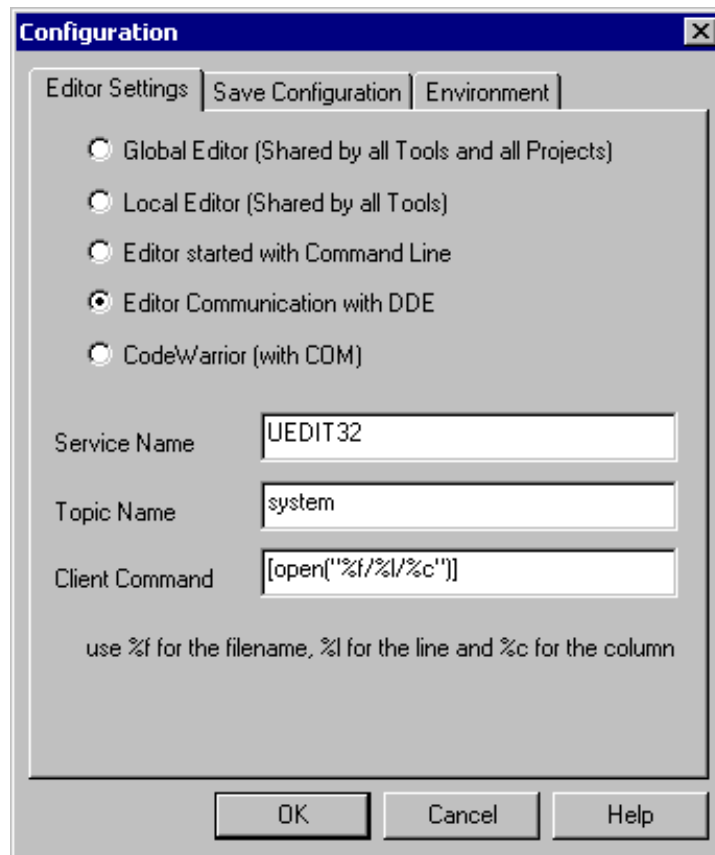 Configuration
Editor Settings Save Configuration Environment
Global Editor (Shared by all Tools and all Projects)
Local Editor (Shared by all Tools)
Editor started with Command Line
Editor Communication with DDE
CodeWarrior (with COM)
Service Name UEDIT32
Topic Name system
Client Command [open("%f/%l/%c")]
use %f for the filename, %l for the line and %c for the column
OK Cancel Help